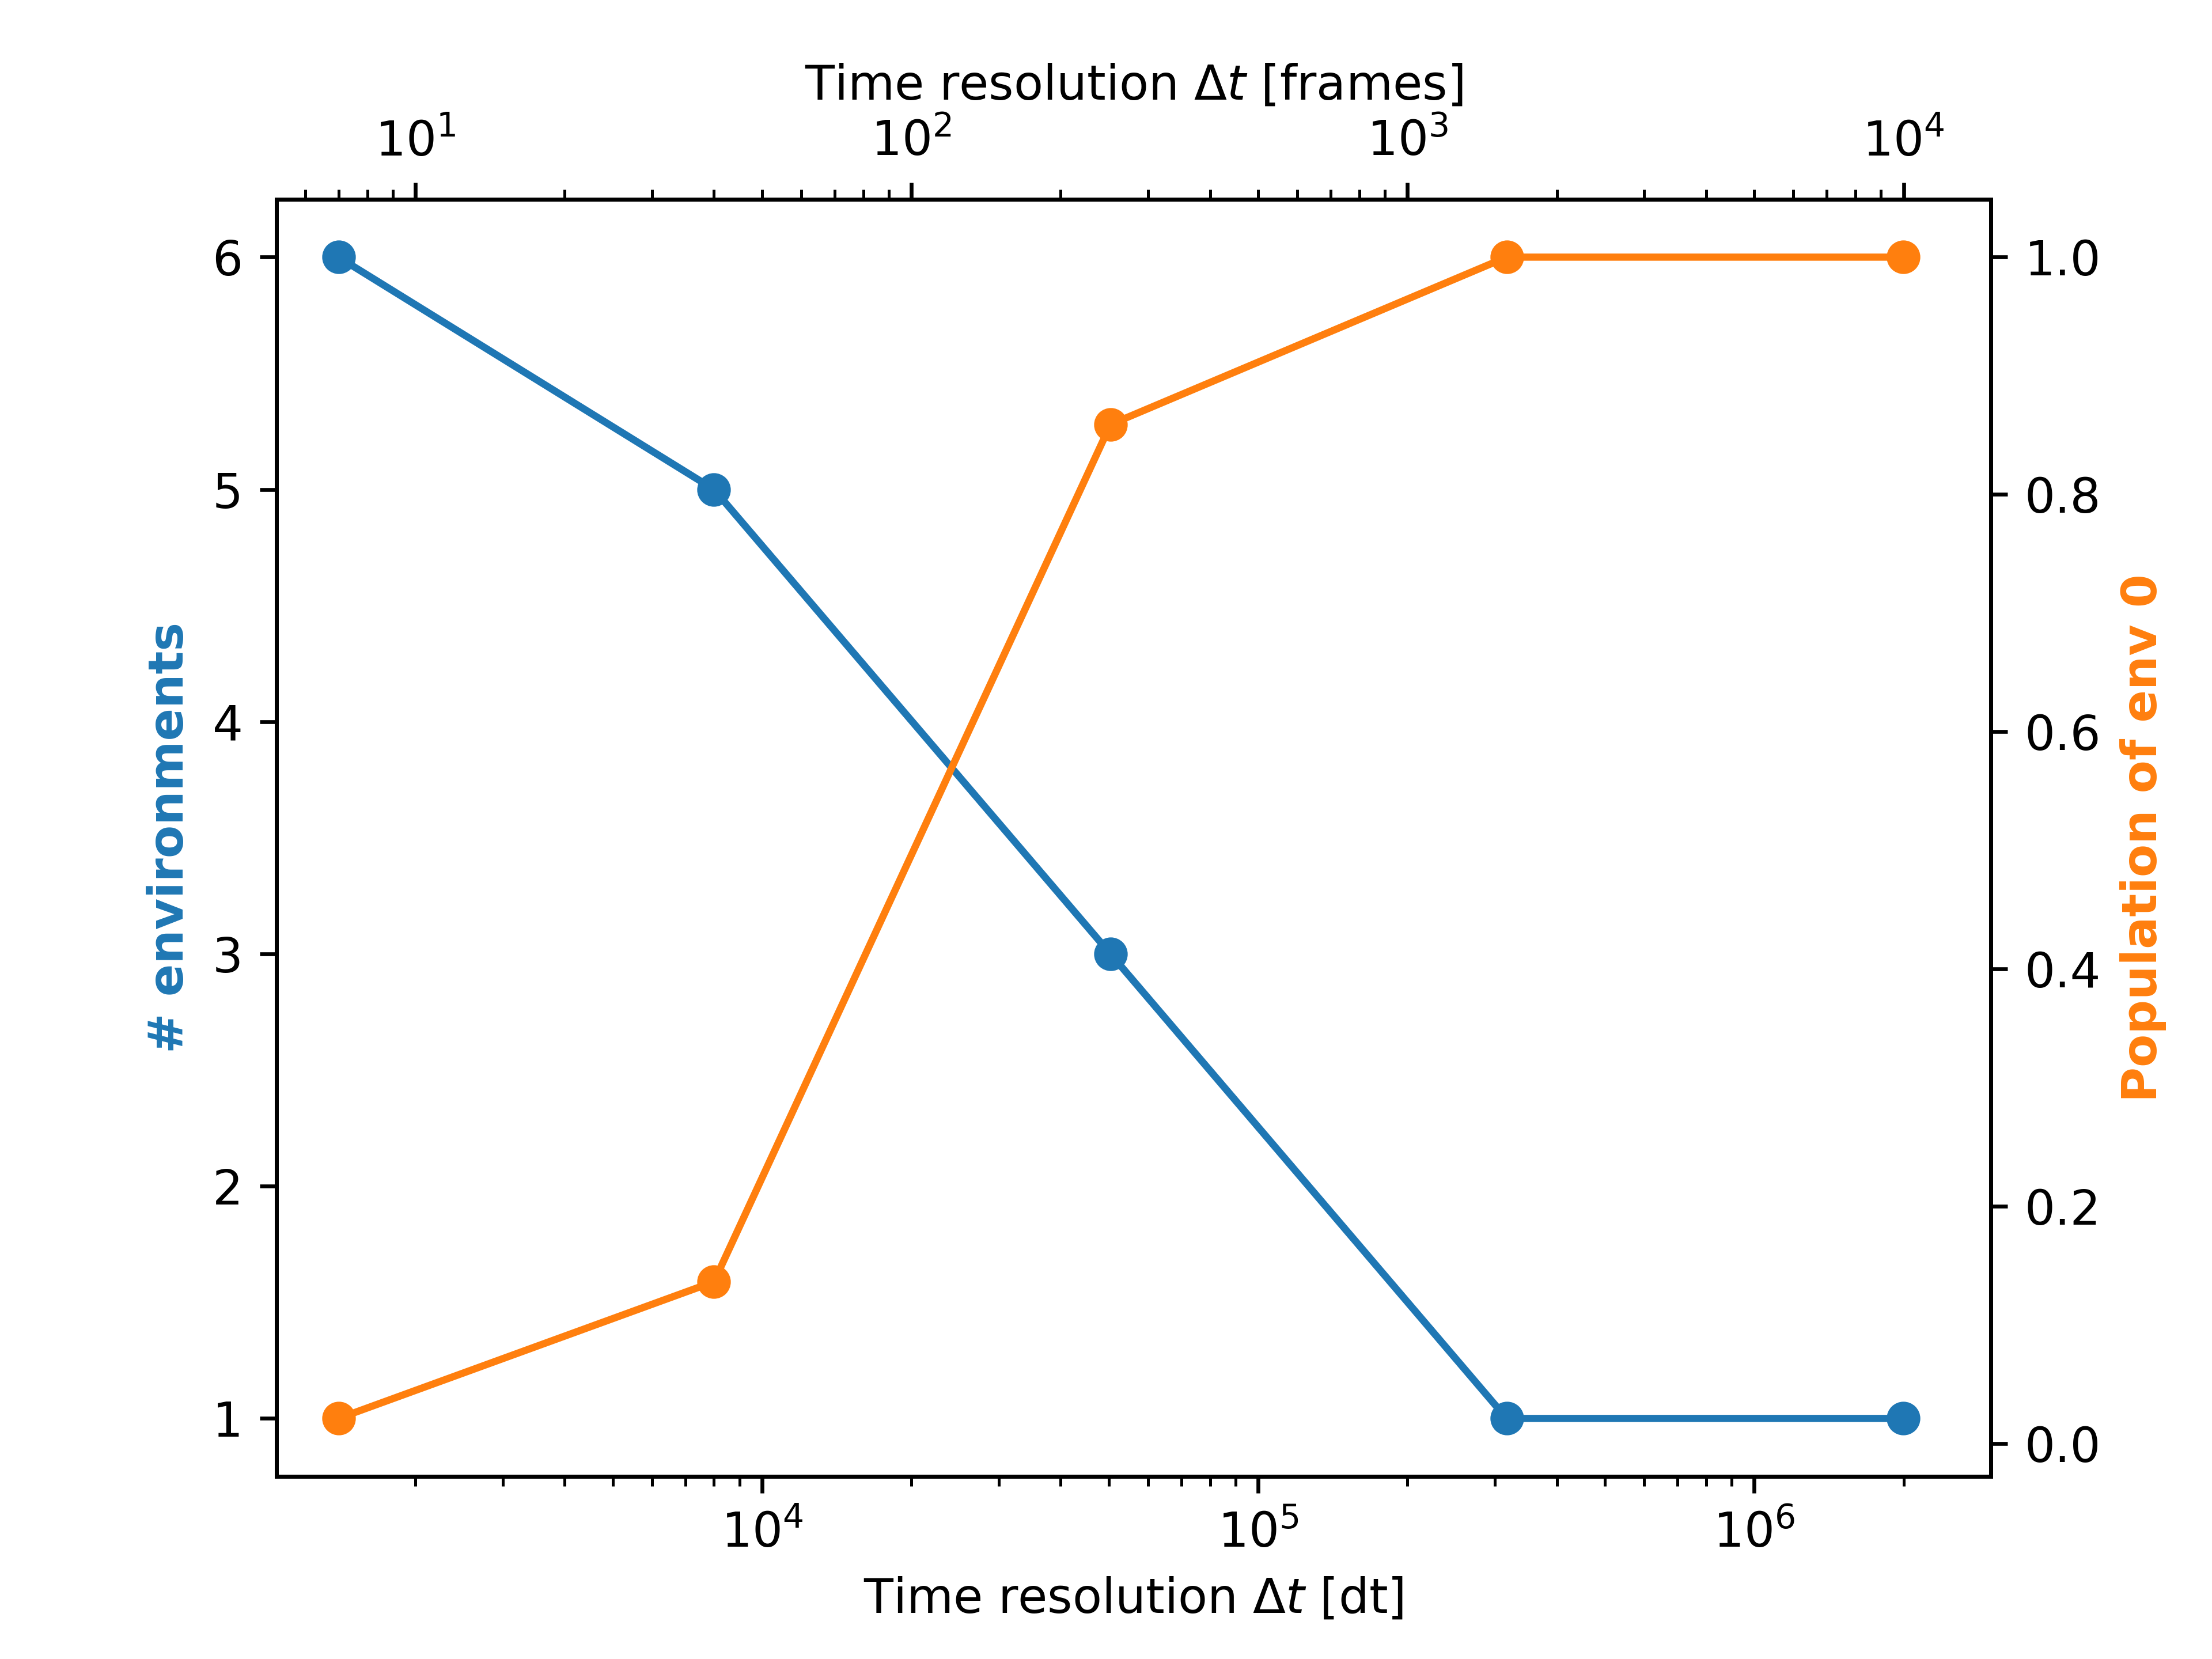 Time resolution Δt [frames]
10¹ 10² 10³ 10⁴
6 1.0
5 0.8
4 0.6
3 0.4
2 0.2
1 0.0
# environments
Population of env 0
10⁴ 10⁵ 10⁶
Time resolution Δt [dt]